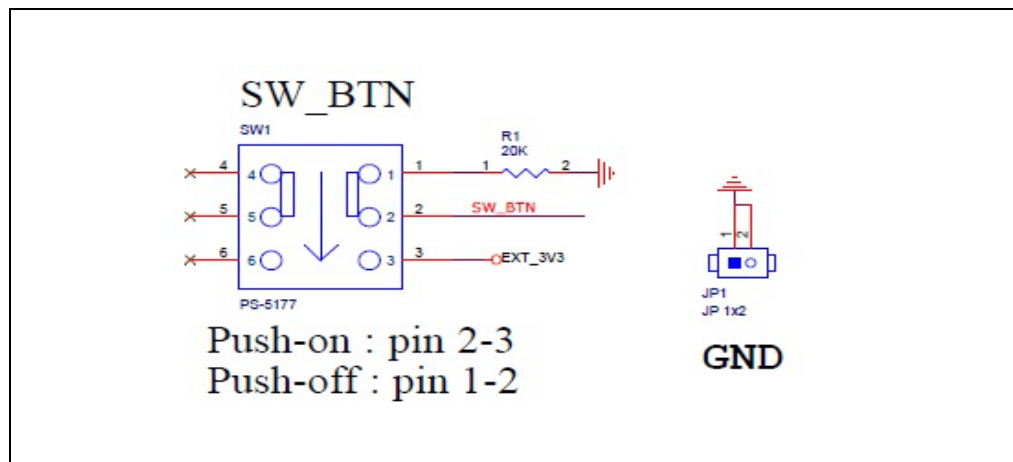 SW_BTN
SW1
R1
20K
4 4 1 1 1 2
5 5 2 2 SW_BTN
6 6 3 3 EXT_3V3
PS-5177
Push-on : pin 2-3
Push-off : pin 1-2
1 2
JP1
JP 1x2
GND